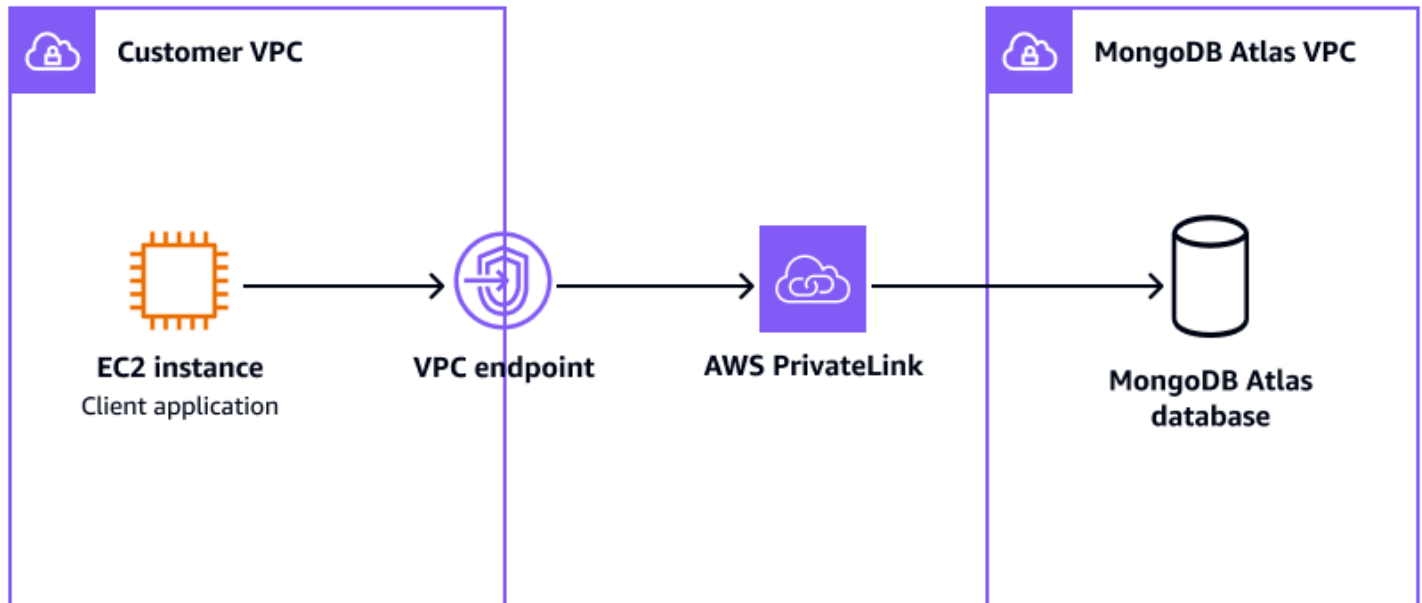 Customer VPC
MongoDB Atlas VPC
EC2 instance
Client application
VPC endpoint
AWS PrivateLink
MongoDB Atlas
database